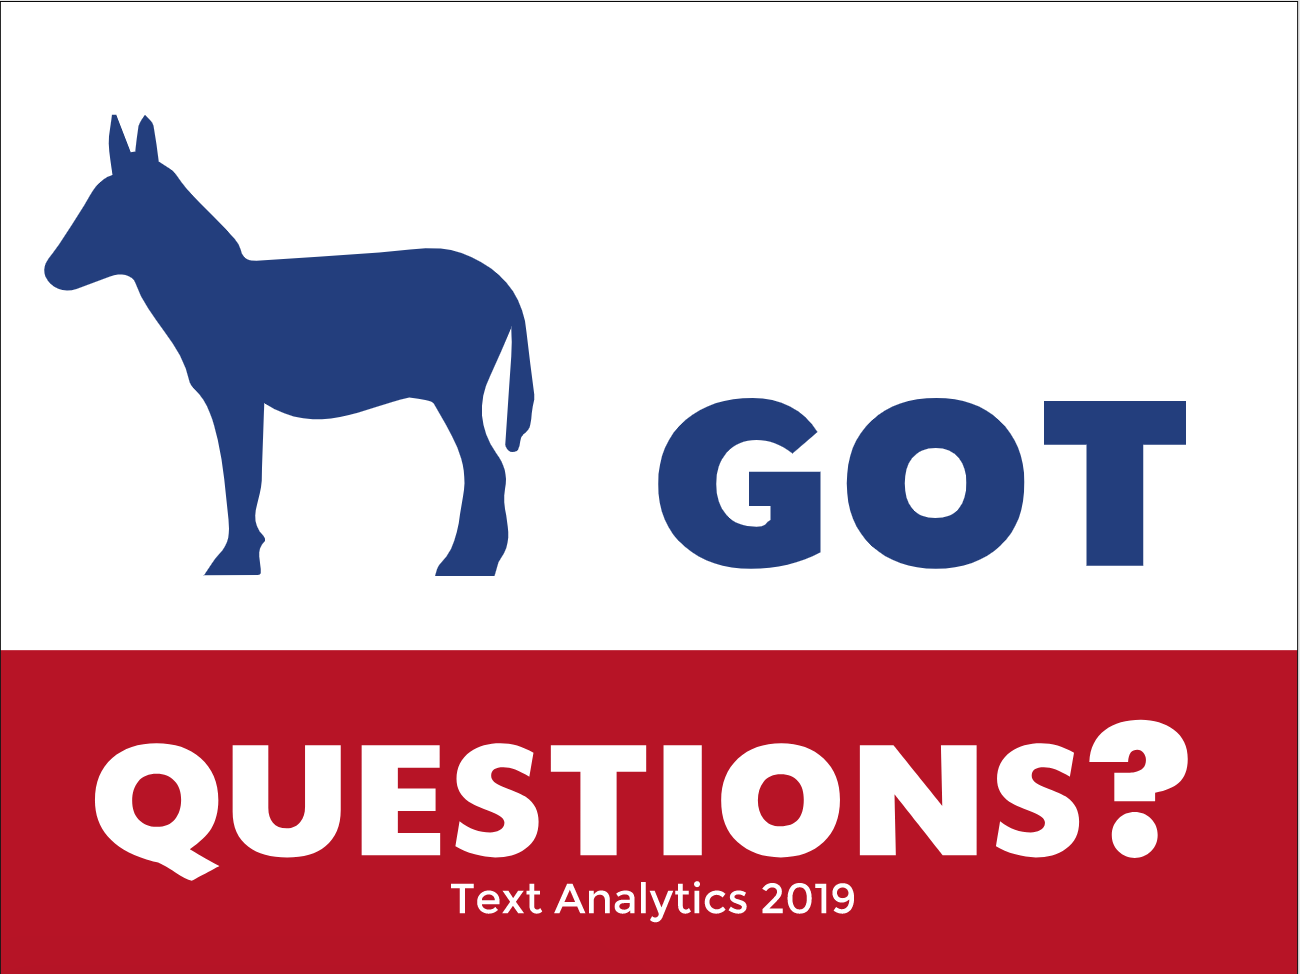 GOT
QUESTIONS?
Text Analytics 2019